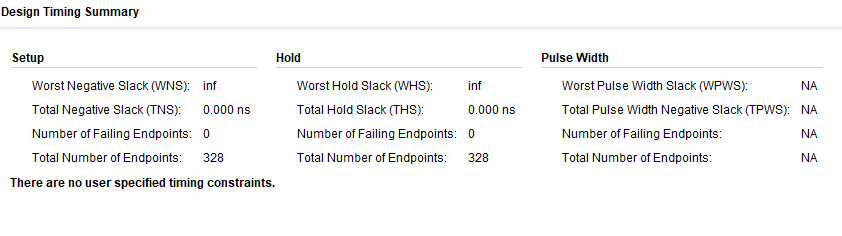 Design Timing Summary
Setup Hold Pulse Width
Worst Negative Slack (WNS): inf Worst Hold Slack (WHS): inf Worst Pulse Width Slack (WPWS): NA
Total Negative Slack (TNS): 0.000 ns Total Hold Slack (THS): 0.000 ns Total Pulse Width Negative Slack (TPWS): NA
Number of Failing Endpoints: 0 Number of Failing Endpoints: 0 Number of Failing Endpoints: NA
Total Number of Endpoints: 328 Total Number of Endpoints: 328 Total Number of Endpoints: NA
There are no user specified timing constraints.